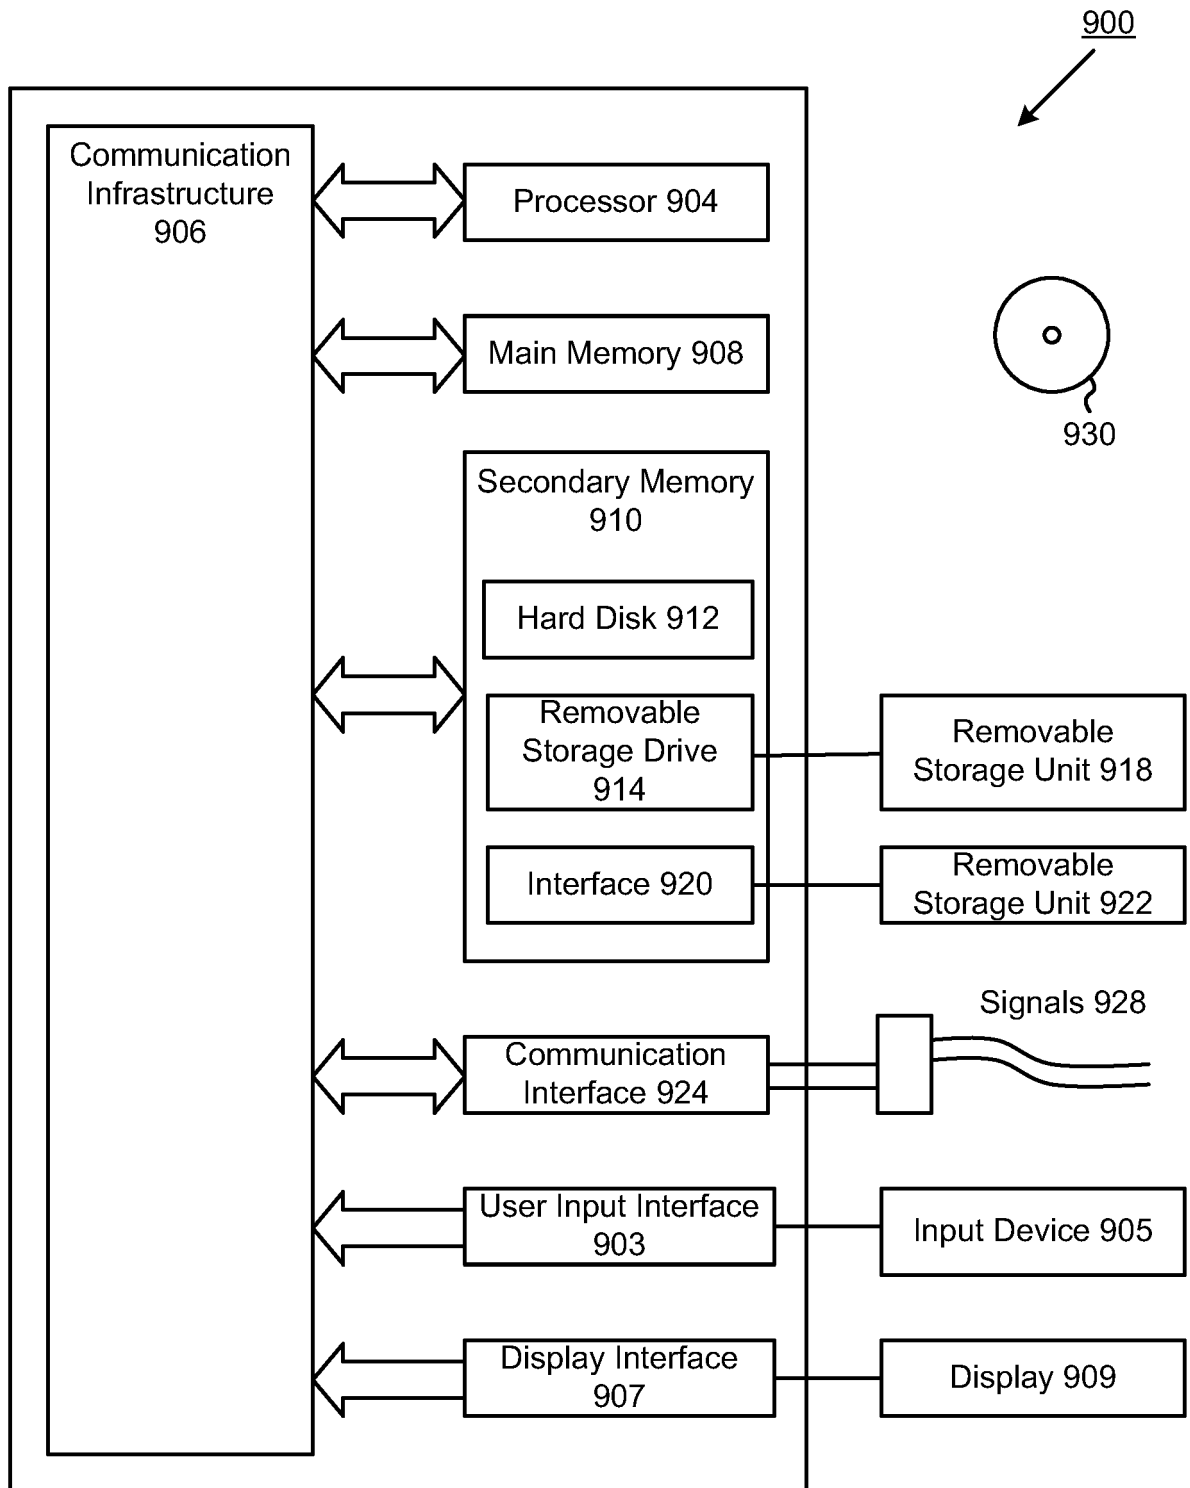 900
Communication
Infrastructure
906
Processor 904
Main Memory 908
930
Secondary Memory
910
Hard Disk 912
Removable
Storage Drive
914
Removable
Storage Unit 918
Interface 920
Removable
Storage Unit 922
Signals 928
Communication
Interface 924
User Input Interface
903
Input Device 905
Display Interface
907
Display 909